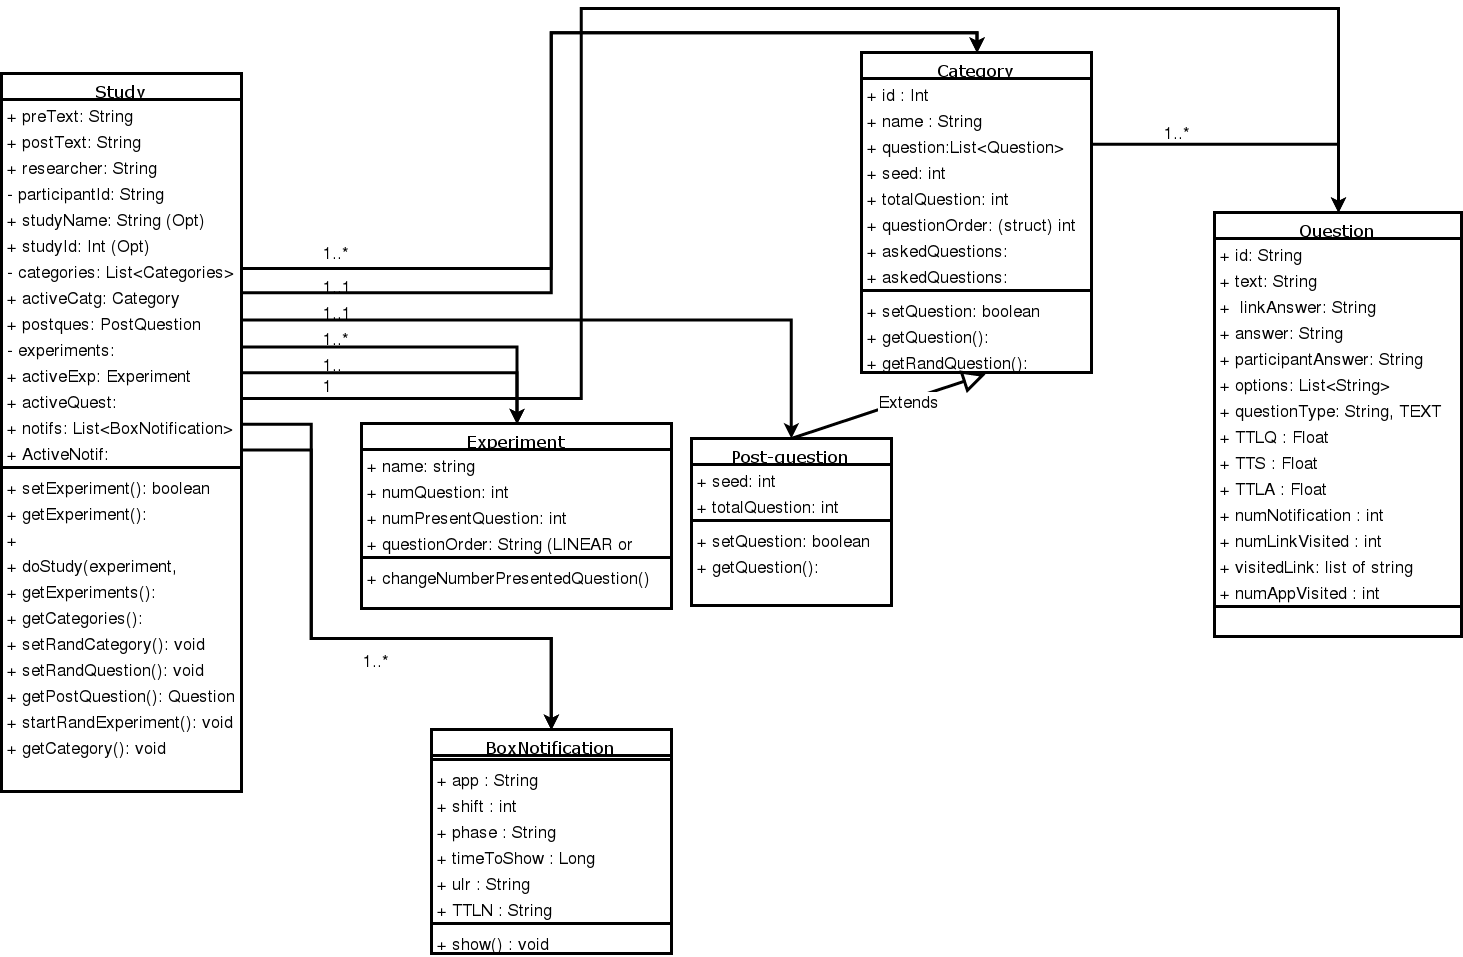 Study
+ preText: String
+ postText: String
+ researcher: String
- participantId: String
+ studyName: String (Opt)
+ studyId: Int (Opt)
- categories: List<Categories>
+ activeCatg: Category
+ postques: PostQuestion
- experiments:
+ activeExp: Experiment
+ activeQuest:
+ notifs: List<BoxNotification>
+ ActiveNotif:
+ setExperiment(): boolean
+ getExperiment():
+
+ doStudy(experiment,
+ getExperiments():
+ getCategories():
+ setRandCategory(): void
+ setRandQuestion(): void
+ getPostQuestion(): Question
+ startRandExperiment(): void
+ getCategory(): void
1..*
1..1
1..1
1..*
1..
1
1..*
Experiment
+ name: string
+ numQuestion: int
+ numPresentQuestion: int
+ questionOrder: String (LINEAR or
+ changeNumberPresentedQuestion()
BoxNotification
+ app : String
+ shift : int
+ phase : String
+ timeToShow : Long
+ ulr : String
+ TTLN : String
+ show() : void
Post-question
+ seed: int
+ totalQuestion: int
+ setQuestion: boolean
+ getQuestion():
Extends
Category
+ id : Int
+ name : String
+ question:List<Question>
+ seed: int
+ totalQuestion: int
+ questionOrder: (struct) int
+ askedQuestions:
+ askedQuestions:
+ setQuestion: boolean
+ getQuestion():
+ getRandQuestion():
1..*
Question
+ id: String
+ text: String
+ linkAnswer: String
+ answer: String
+ participantAnswer: String
+ options: List<String>
+ questionType: String, TEXT
+ TTLQ : Float
+ TTS : Float
+ TTLA : Float
+ numNotification : int
+ numLinkVisited : int
+ visitedLink: list of string
+ numAppVisited : int